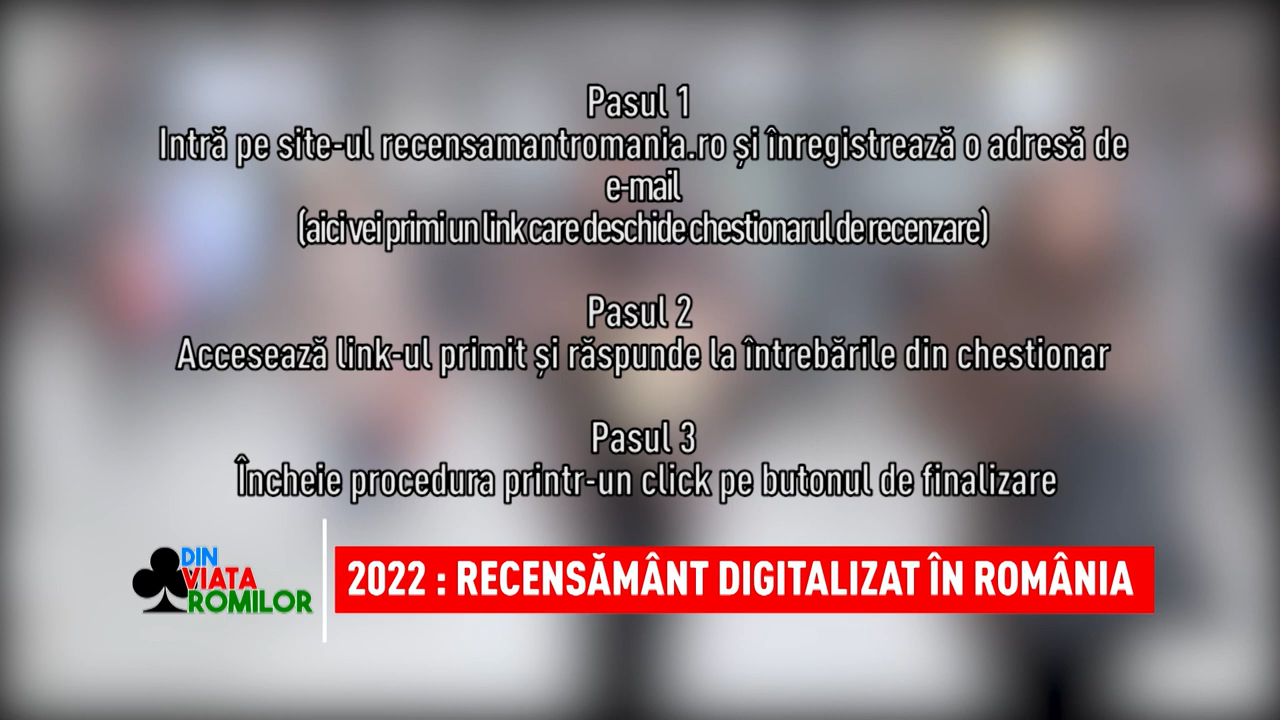 Pasul 1
Intră pe site-ul recensamantromania.ro și înregistrează o adresă de
e-mail
(aici vei primi un link care deschide chestionarul de recenzare)
Pasul 2
Accesează link-ul primit și răspunde la întrebările din chestionar
Pasul 3
Încheie procedura printr-un click pe butonul de finalizare
DIN
VIATA
ROMILOR
2022 : RECENSĂMÂNT DIGITALIZAT ÎN ROMÂNIA